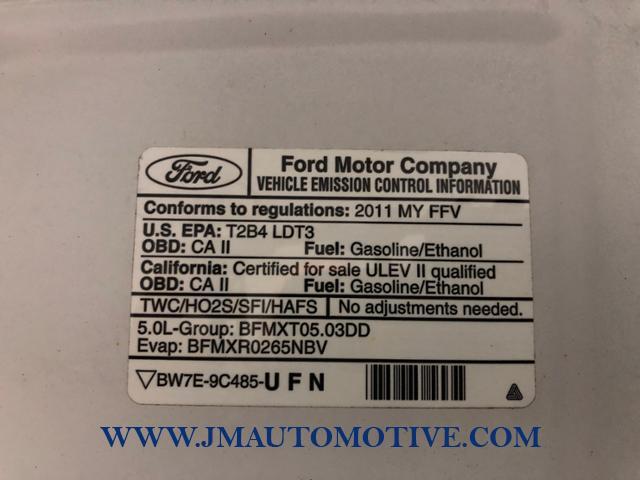 Ford
Ford Motor Company
VEHICLE EMISSION CONTROL INFORMATION
Conforms to regulations: 2011 MY FFV
U.S. EPA: T2B4 LDT3
OBD: CA II Fuel: Gasoline/Ethanol
California: Certified for sale ULEV II qualified
OBD: CA II Fuel: Gasoline/Ethanol
TWC/HO2S/SFI/HAFS No adjustments needed.
5.0L-Group: BFMXT05.03DD
Evap: BFMXR0265NBV
▽BW7E-9C485-U F N
WWW.JMAUTOMOTIVE.COM